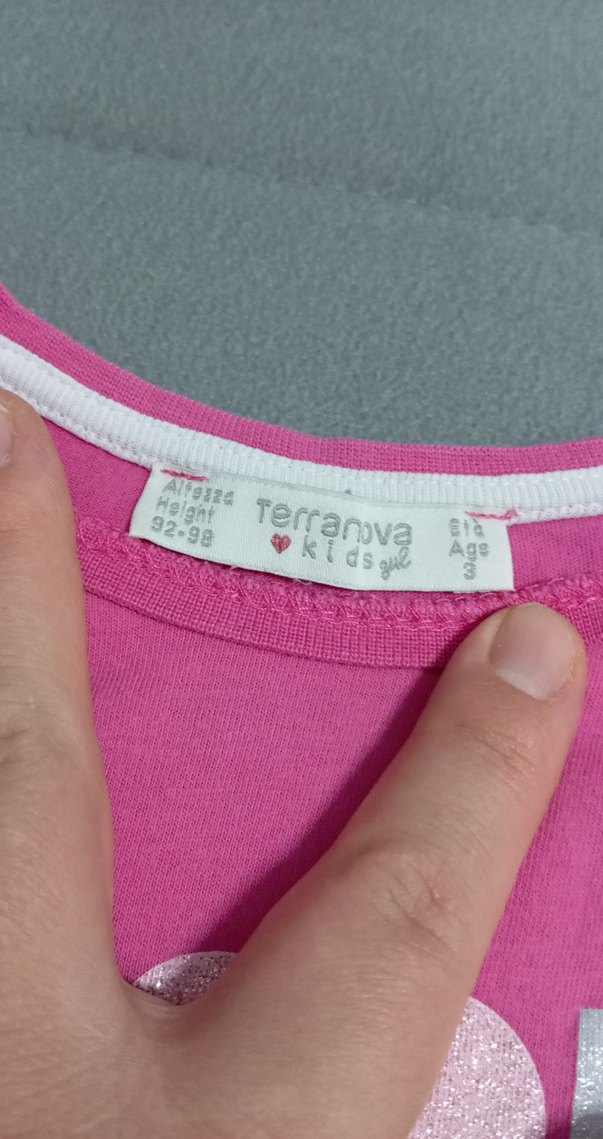 Altezza
Height
92-98
Terranova
kids girl
Età
Age
3